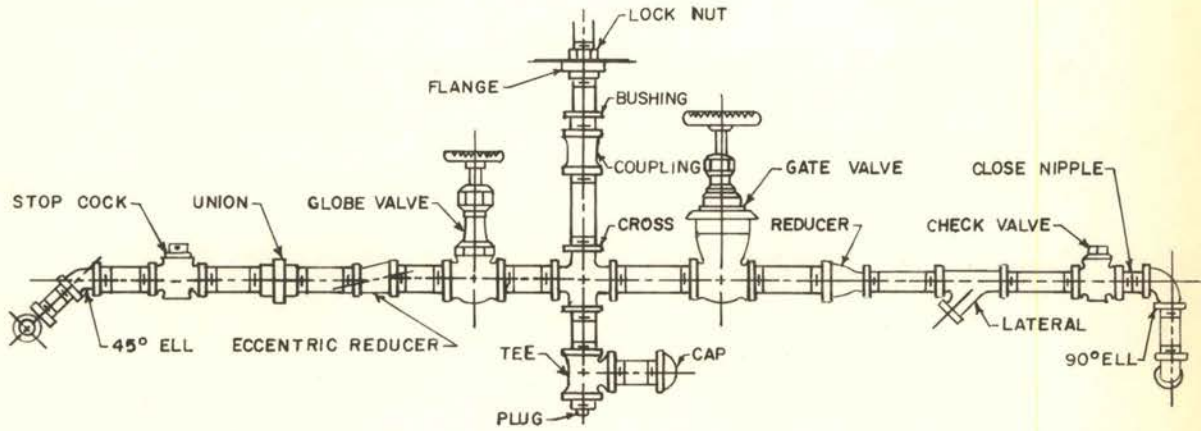 LOCK NUT
FLANGE
BUSHING
COUPLING
GATE VALVE
CLOSE NIPPLE
STOP COCK
UNION
GLOBE VALVE
CROSS
REDUCER
CHECK VALVE
45° ELL
ECCENTRIC REDUCER
TEE
CAP
LATERAL
90° ELL
PLUG